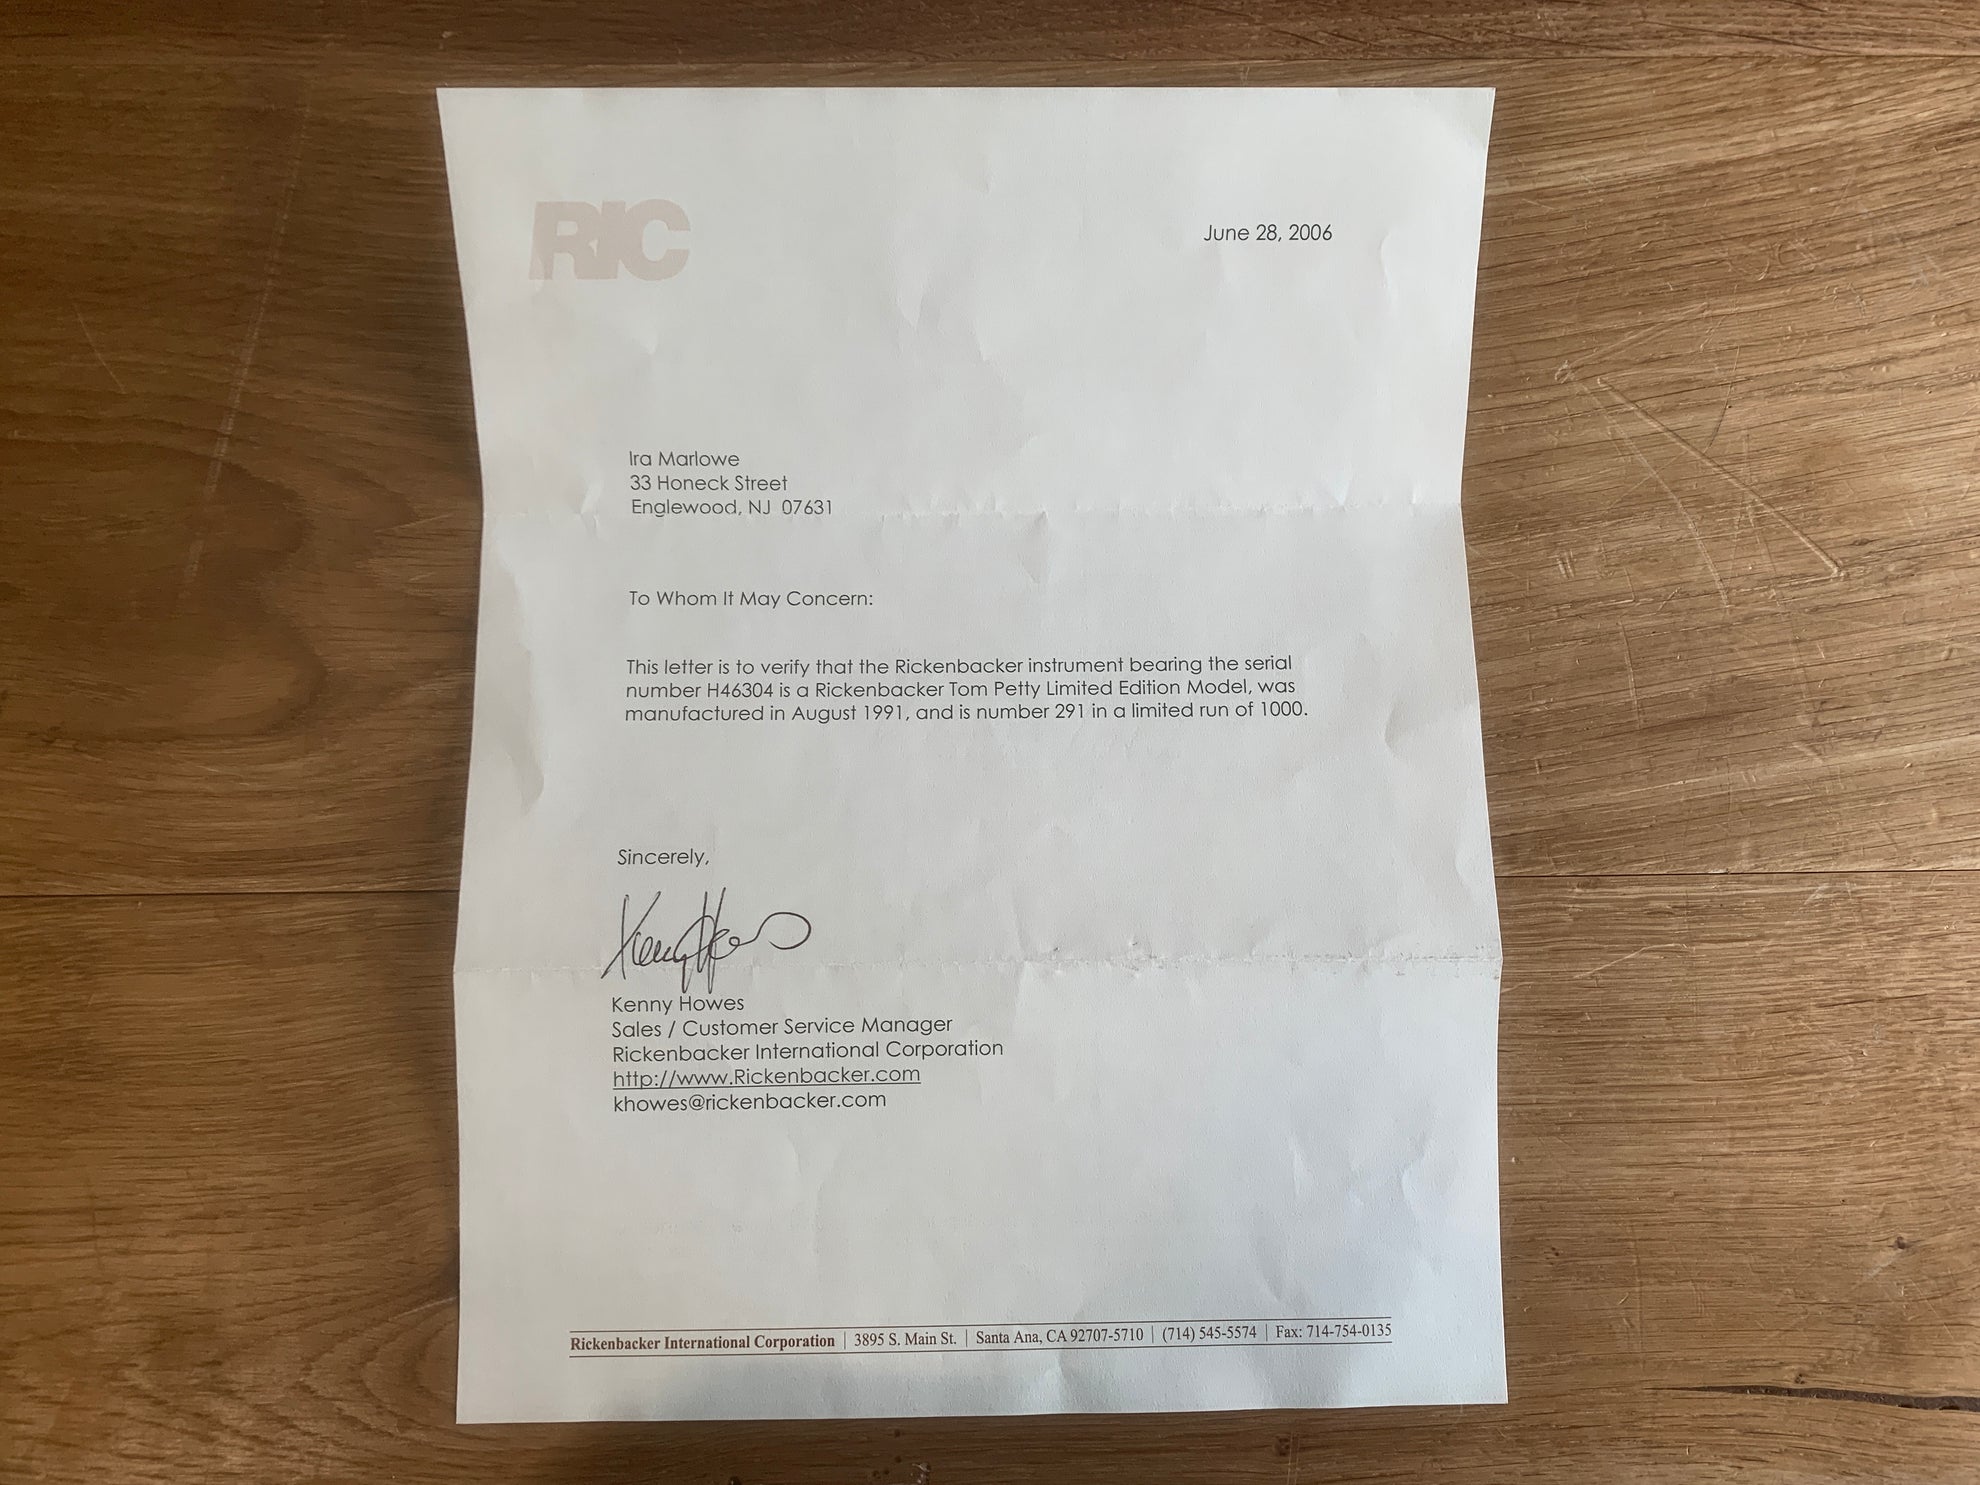 RIC
June 28, 2006
Ira Marlowe
33 Honeck Street
Englewood, NJ  07631
To Whom It May Concern:
This letter is to verify that the Rickenbacker instrument bearing the serial
number H46304 is a Rickenbacker Tom Petty Limited Edition Model, was
manufactured in August 1991, and is number 291 in a limited run of 1000.
Sincerely,
Kenny Howes
Kenny Howes
Sales / Customer Service Manager
Rickenbacker International Corporation
http://www.Rickenbacker.com
khowes@rickenbacker.com
Rickenbacker International Corporation | 3895 S. Main St. | Santa Ana, CA 92707-5710 | (714) 545-5574 | Fax: 714-754-0135